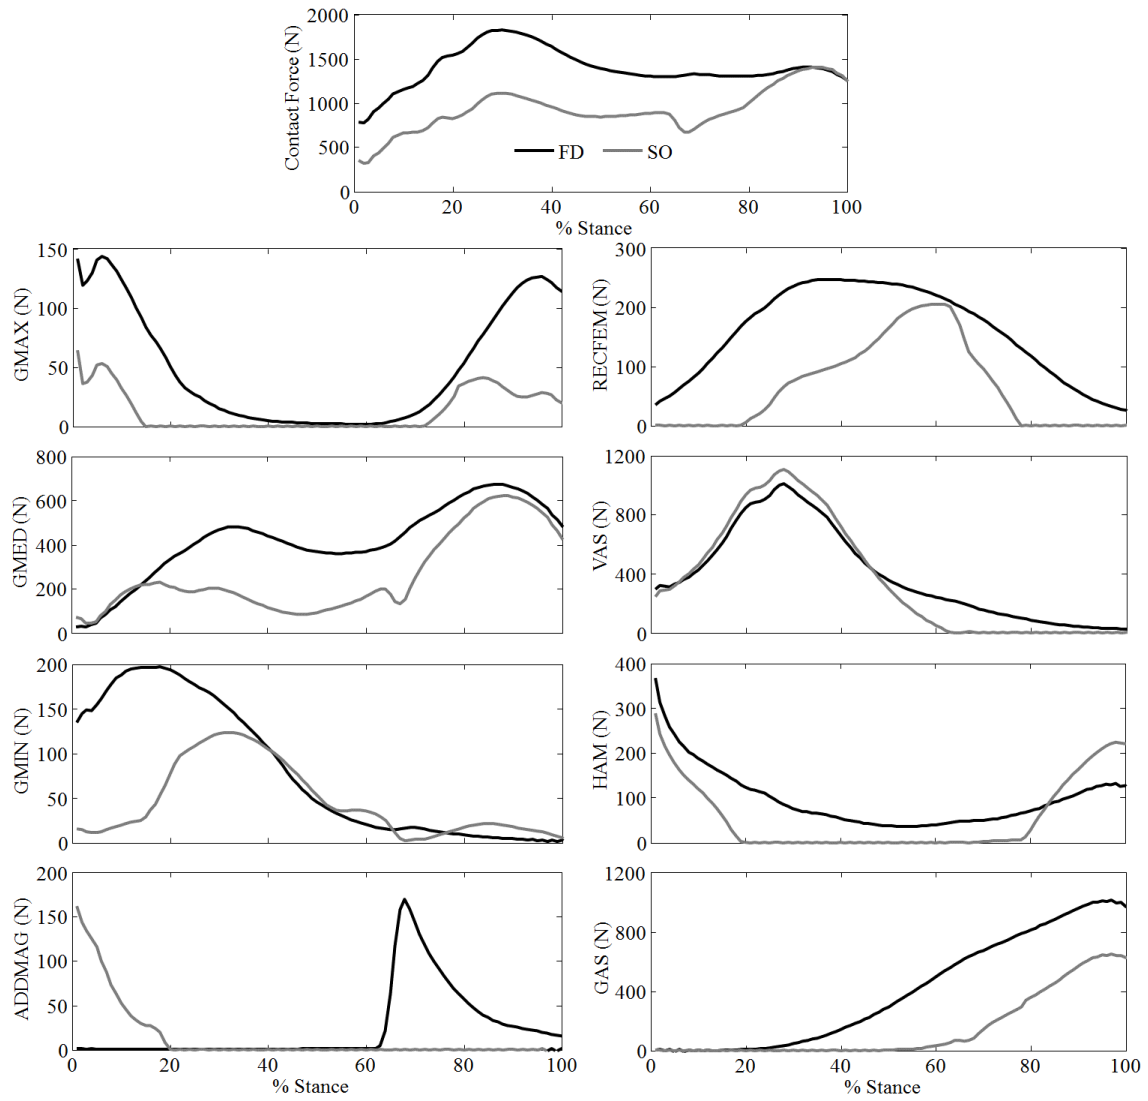 2000
1500
1000
500
0
Contact Force (N)
FD SO
0 20 40 60 80 100
% Stance
150
100
50
0
GMAX (N)
300
200
100
0
RECFEM (N)
800
600
400
200
0
GMED (N)
1200
800
400
0
VAS (N)
200
150
100
50
0
GMIN (N)
400
300
200
100
0
HAM (N)
200
150
100
50
0
ADDMAG (N)
0 20 40 60 80 100
% Stance
1200
800
400
0
GAS (N)
0 20 40 60 80 100
% Stance